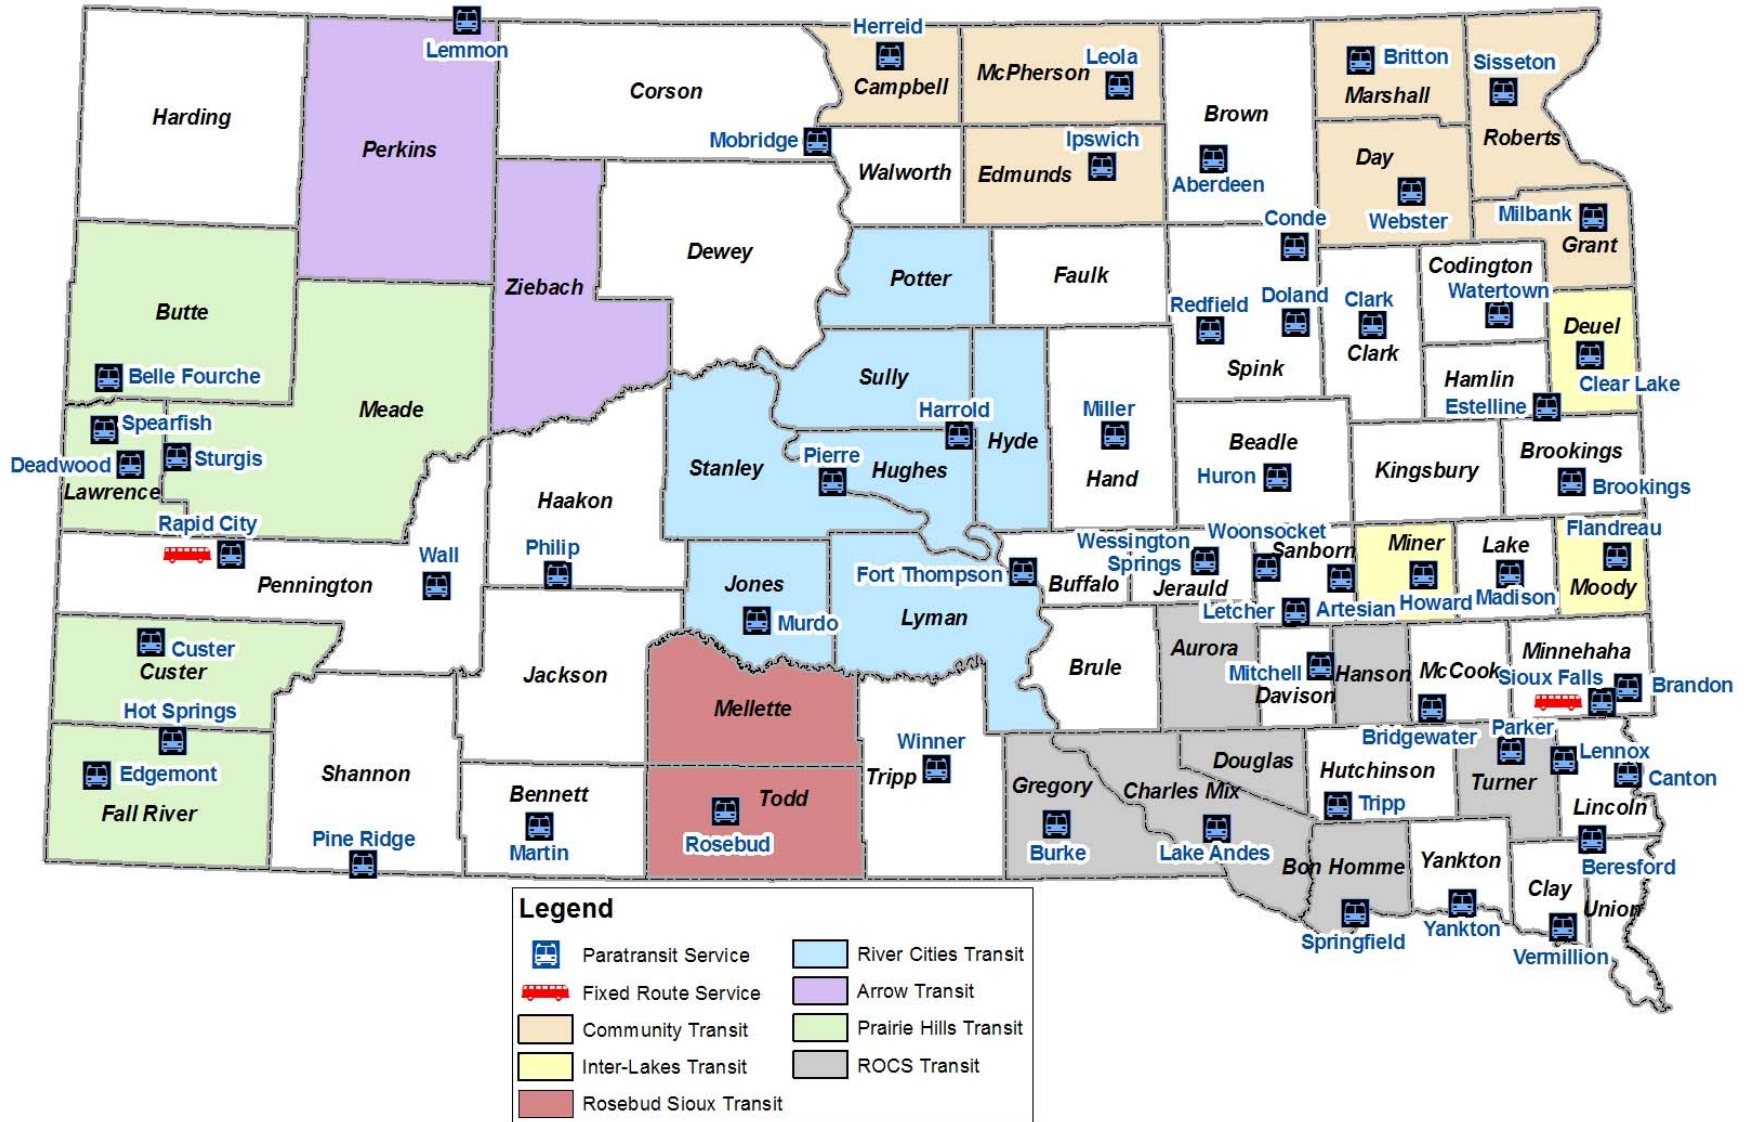 Herreid
Lemmon
Leola
Britton
Sisseton
McPherson
Campbell
Corson
Marshall
Harding
Brown
Mobridge
Ipswich
Roberts
Perkins
Day
Walworth
Edmunds
Aberdeen
Webster
Milbank
Conde
Grant
Dewey
Codington
Potter
Faulk
Ziebach
Watertown
Redfield
Doland
Clark
Butte
Deuel
Clark
Spink
Hamlin
Clear Lake
Belle Fourche
Sully
Estelline
Meade
Harrold
Miller
Spearfish
Hyde
Beadle
Brookings
Deadwood
Sturgis
Stanley
Pierre
Hughes
Kingsbury
Lawrence
Hand
Huron
Brookings
Haakon
Rapid City
Flandreau
Woonsocket
Wessington
Springs
Sanborn
Miner
Lake
Wall
Philip
Pennington
Jones
Fort Thompson
Buffalo
Jerauld
Moody
Letcher
Artesian
Howard
Madison
Murdo
Lyman
Custer
Custer
Aurora
Minnehaha
Brule
Mitchell
Hanson
McCook
Jackson
Sioux Falls
Brandon
Davison
Mellette
Hot Springs
Bridgewater
Parker
Winner
Lennox
Edgemont
Shannon
Tripp
Douglas
Hutchinson
Turner
Canton
Gregory
Charles Mix
Bennett
Todd
Tripp
Lincoln
Fall River
Pine Ridge
Martin
Rosebud
Burke
Lake Andes
Bon Homme
Yankton
Beresford
Clay
Union
Springfield
Yankton
Vermillion
Legend
Paratransit Service
Fixed Route Service
Community Transit
Inter-Lakes Transit
Rosebud Sioux Transit
River Cities Transit
Arrow Transit
Prairie Hills Transit
ROCS Transit